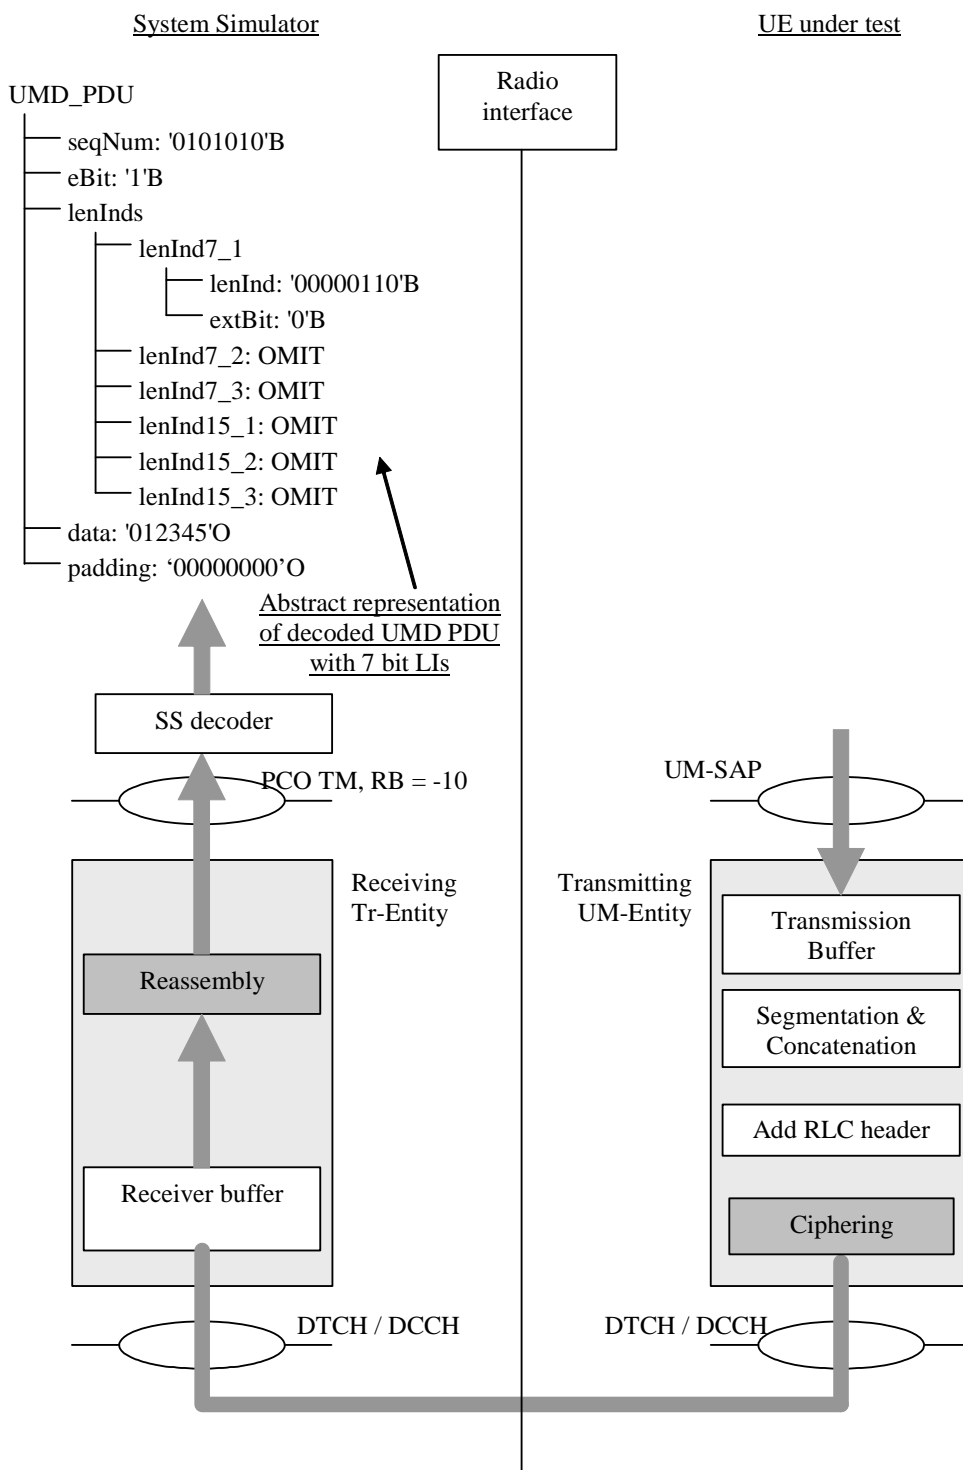 System Simulator
UE under test
Radio
interface
UMD_PDU
seqNum: '0101010'B
eBit: '1'B
lenInds
lenInd7_1
lenInd: '00000110'B
extBit: '0'B
lenInd7_2: OMIT
lenInd7_3: OMIT
lenInd15_1: OMIT
lenInd15_2: OMIT
lenInd15_3: OMIT
data: '012345'O
padding: ‘00000000’O
Abstract representation
of decoded UMD PDU
with 7 bit LIs
SS decoder
PCO TM, RB = -10
UM-SAP
Receiving
Tr-Entity
Transmitting
UM-Entity
Transmission
Buffer
Reassembly
Segmentation &
Concatenation
Add RLC header
Receiver buffer
Ciphering
DTCH / DCCH
DTCH / DCCH